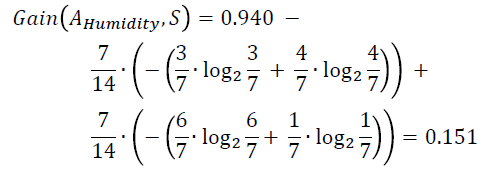 Gain(A_Humidity, S) = 0.940 −
7/14 · (−(3/7 · log₂ 3/7 + 4/7 · log₂ 4/7)) +
7/14 · (−(6/7 · log₂ 6/7 + 1/7 · log₂ 1/7)) = 0.151